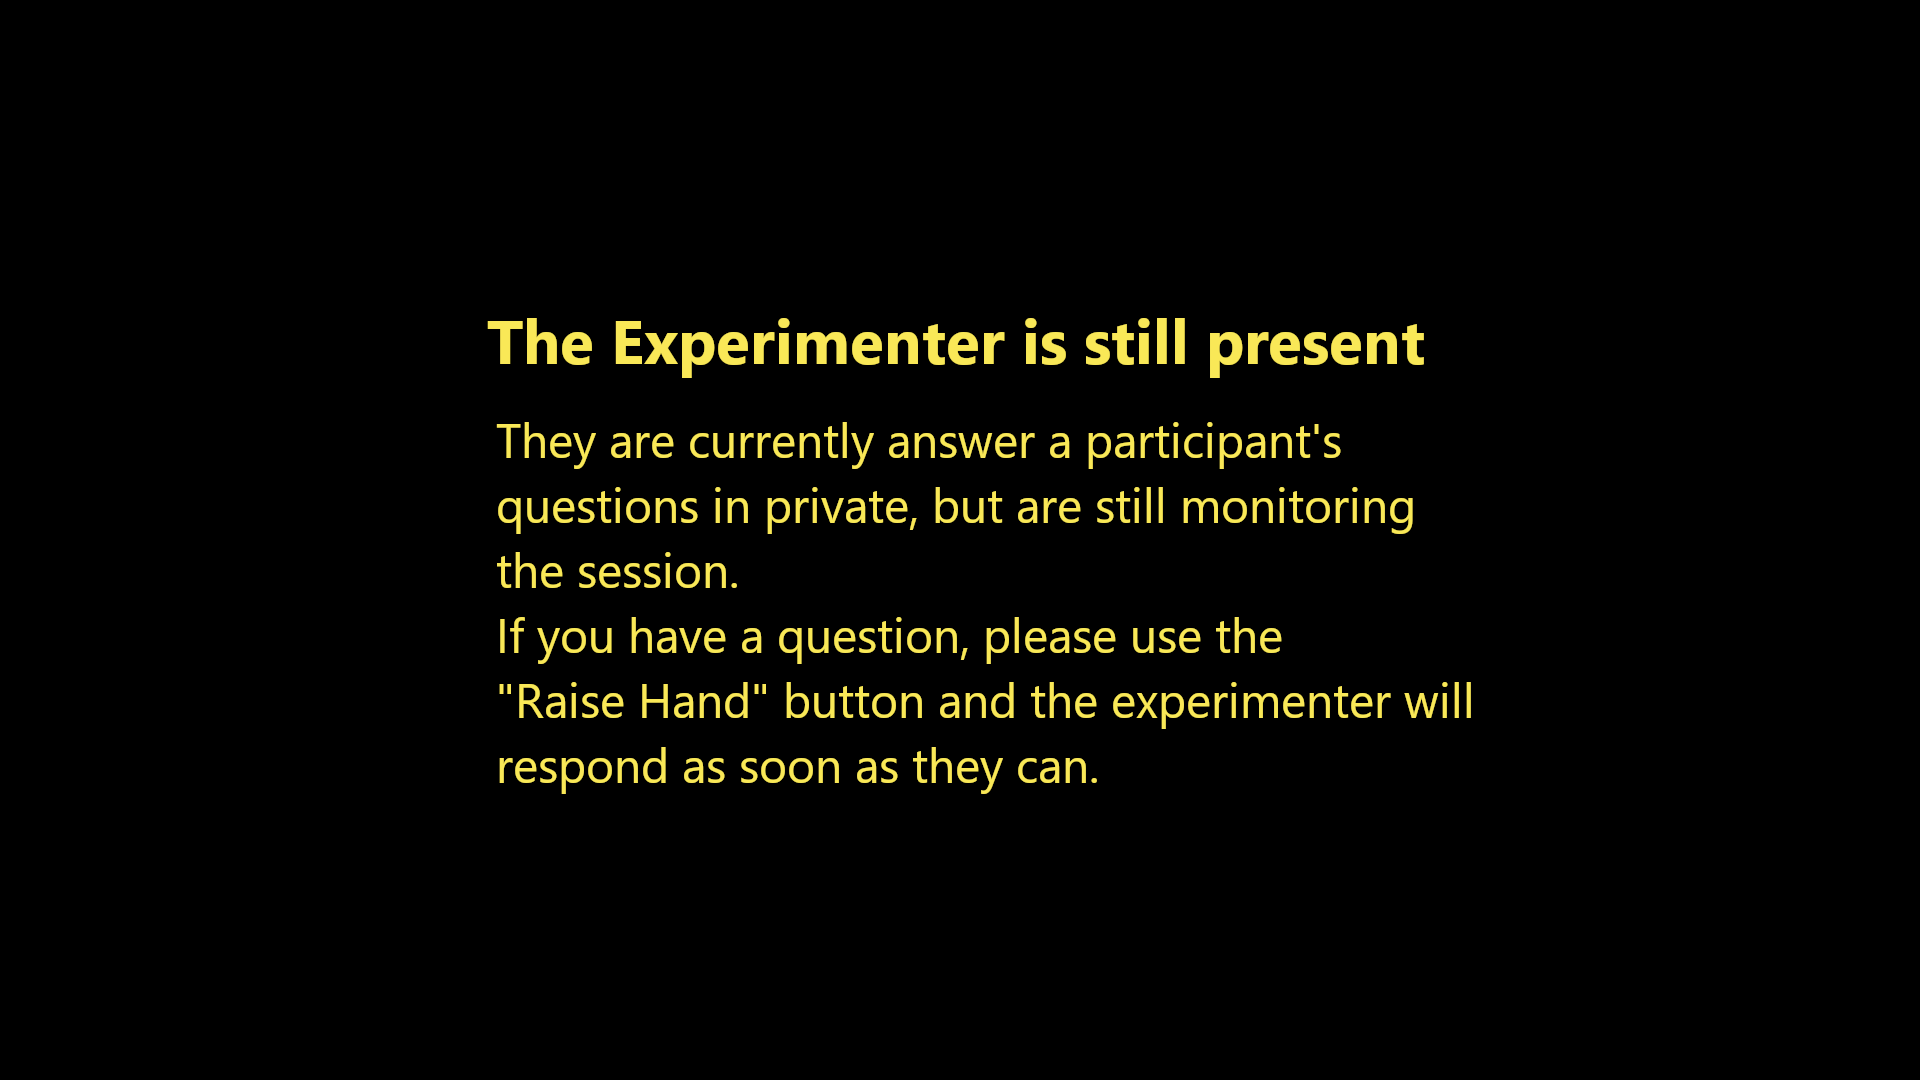 The Experimenter is still present
They are currently answer a participant's
questions in private, but are still monitoring
the session.
If you have a question, please use the
"Raise Hand" button and the experimenter will
respond as soon as they can.